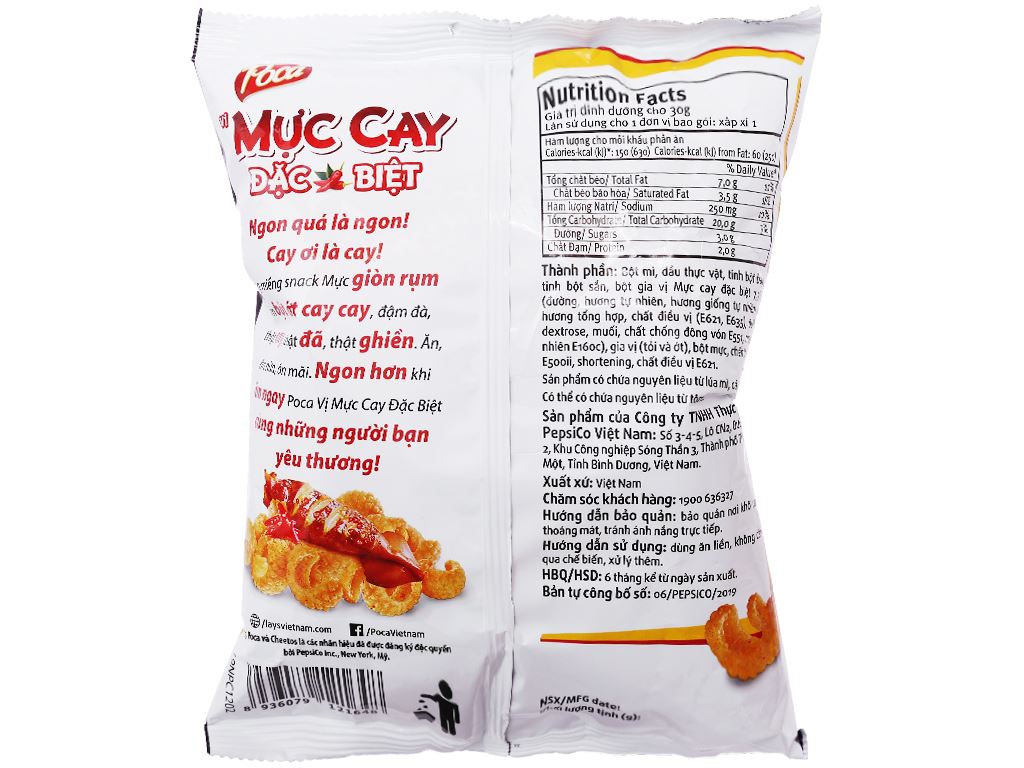 Poca
VỊ
MỰC CAY
ĐẶC BIỆT
Ngon quá là ngon!
Cay ơi là cay!
miếng snack Mực giòn rụm
cay cay, đậm đà,
đã, thật ghiền. Ăn,
ăn mãi. Ngon hơn khi
ngay Poca Vị Mực Cay Đặc Biệt
cùng những người bạn
yêu thương!
/laysvietnam.com /PocaVietnam
Poca và Cheetos là các nhãn hiệu đã được đăng ký độc quyền
bởi PepsiCo Inc., New York, Mỹ.
8 936079 121648
Nutrition Facts
Giá trị dinh dưỡng cho 30g
Lần sử dụng cho 1 đơn vị bao gói: xấp xỉ 1
Hàm lượng cho mỗi khẩu phần ăn
Calories-kcal (kJ)*: 150 (630) Calories-kcal (kJ) from Fat: 60 (252)
% Daily Value*
Tổng chất béo/ Total Fat 7,0 g
Chất béo bão hòa/ Saturated Fat 3,5 g
Hàm lượng Natri/ Sodium 250 mg
Tổng Carbohydrate/ Total Carbohydrate 20,0 g
Đường/ Sugars 3,0 g
Chất Đạm/ Protein 2,0 g
Thành phần: Bột mì, dầu thực vật, tinh bột
tinh bột sắn, bột gia vị Mực cay đặc biệt
(đường, hương tự nhiên, hương giống tự nhiên,
hương tổng hợp, chất điều vị (E621, E635),
dextrose, muối, chất chống đông vón E551,
nhiên E160c), gia vị (tỏi và ớt), bột mực,
E500ii, shortening, chất điều vị E621.
Sản phẩm có chứa nguyên liệu từ lúa mì,
Có thể có chứa nguyên liệu từ
Sản phẩm của Công ty TNHH Thực
PepsiCo Việt Nam: Số 3-4-5, Lô CN2,
2, Khu Công nghiệp Sóng Thần 3, Thành phố
Một, Tỉnh Bình Dương, Việt Nam.
Xuất xứ: Việt Nam
Chăm sóc khách hàng: 1900 636327
Hướng dẫn bảo quản: bảo quản nơi khô
thoáng mát, tránh ánh nắng trực tiếp.
Hướng dẫn sử dụng: dùng ăn liền, không
qua chế biến, xử lý thêm.
HBQ/HSD: 6 tháng kể từ ngày sản xuất.
Bản tự công bố số: 06/PEPSICO/2019
NSX/MFG date:
lượng tịnh (g):